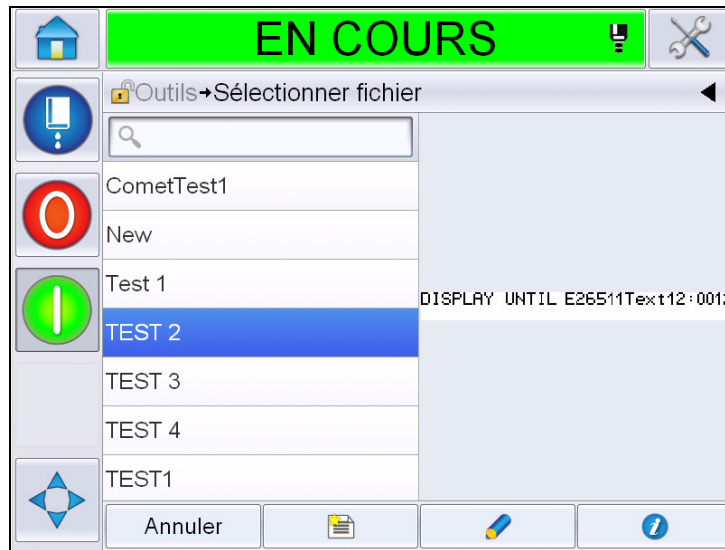 EN COURS
Outils→Sélectionner fichier
CometTest1
New
Test 1
DISPLAY UNTIL E26511Text12:001
TEST 2
TEST 3
TEST 4
TEST1
Annuler